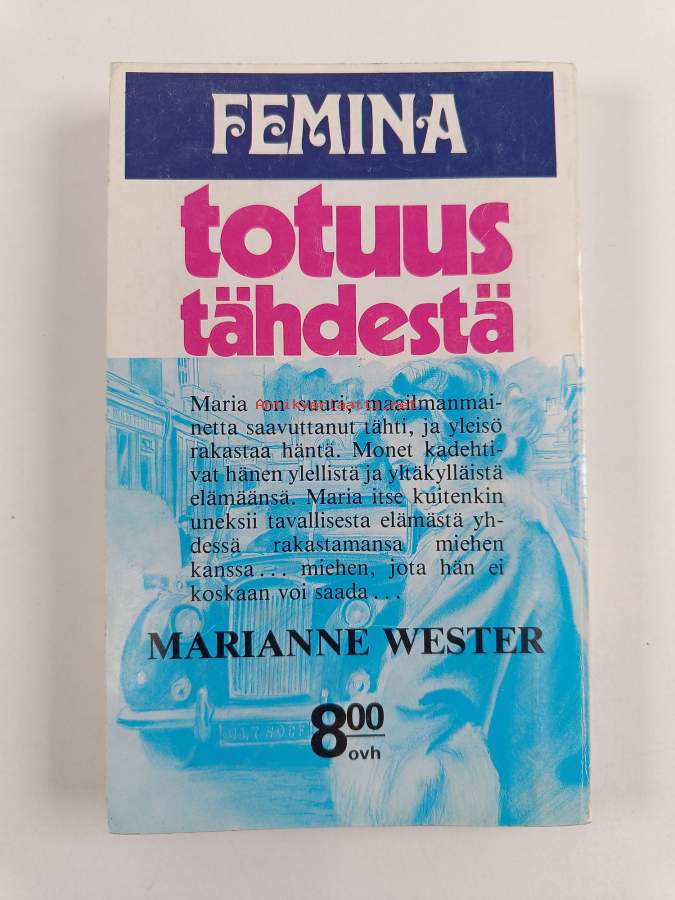 FEMINA
totuus
tähdestä
Maria on suuri, maailmanmai-
netta saavuttanut tähti, ja yleisö
rakastaa häntä. Monet kadehti-
vat hänen ylellistä ja yltäkylläistä
elämäänsä. Maria itse kuitenkin
uneksii tavallisesta elämästä yh-
dessä rakastamansa miehen
kanssa... miehen, jota hän ei
koskaan voi saada...
MARIANNE WESTER
800
ovh